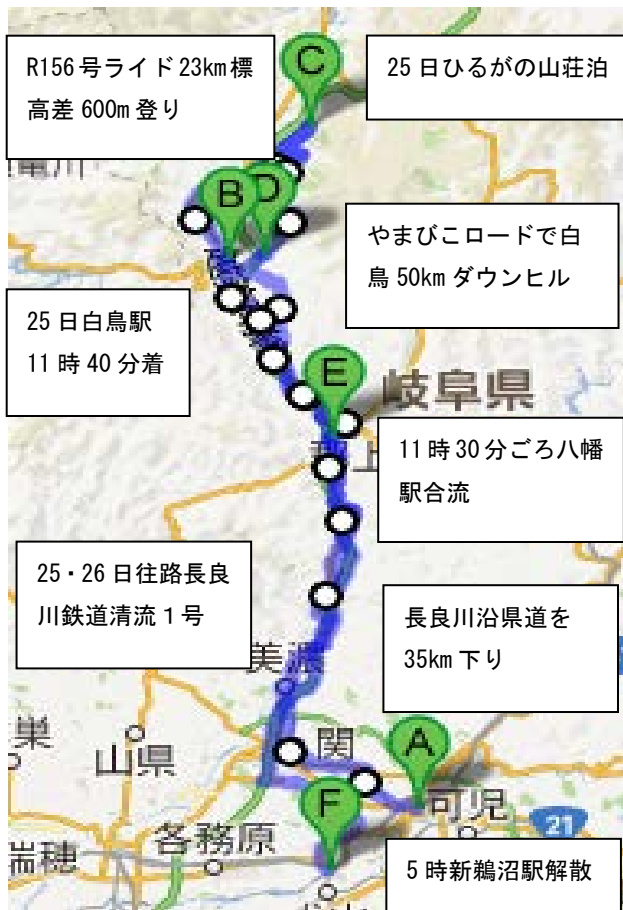 R156号ライド23km標
高差600m登り
C
25日ひるがの山荘泊
B
D
やまびこロードで白
鳥50kmダウンヒル
25日白鳥駅
11時40分着
E
岐阜県
11時30分ごろ八幡
駅合流
25・26日往路長良
川鉄道清流1号
長良川沿県道を
35km下り
美濃
巣
山県
関
A
可児
F
21
各務原
瑞穂
5時新鵜沼駅解散